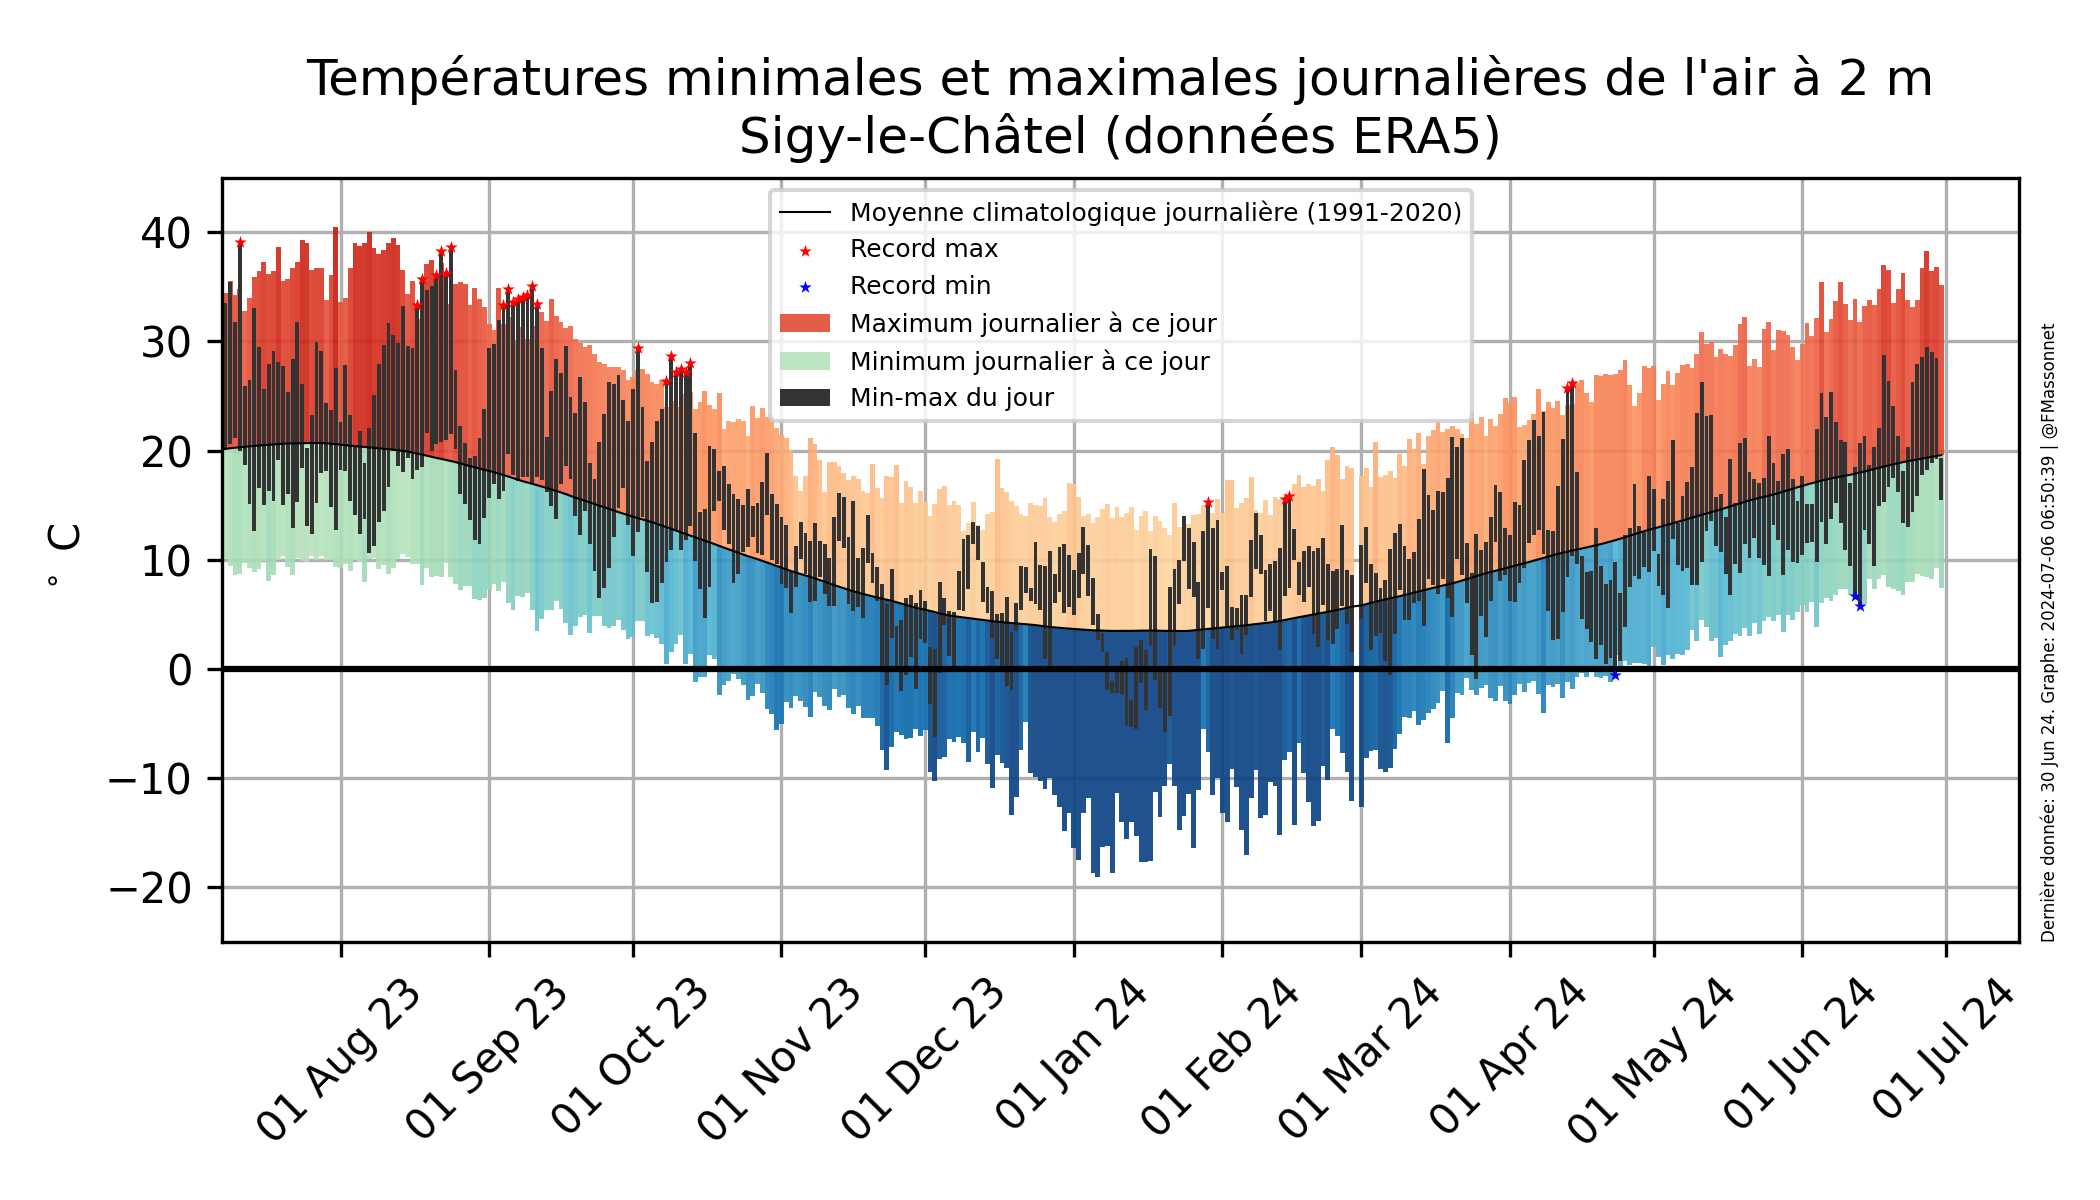 Températures minimales et maximales journalières de l'air à 2 m
Sigy-le-Châtel (données ERA5)
Moyenne climatologique journalière (1991-2020)
Record max
Record min
Maximum journalier à ce jour
Minimum journalier à ce jour
Min-max du jour
40
30
20
10
0
−10
−20
° C
01 Aug 23
01 Sep 23
01 Oct 23
01 Nov 23
01 Dec 23
01 Jan 24
01 Feb 24
01 Mar 24
01 Apr 24
01 May 24
01 Jun 24
01 Jul 24
Dernière donnée: 30 Jun 24. Graphe: 2024-07-06 06:50:39 | @FMassonnet